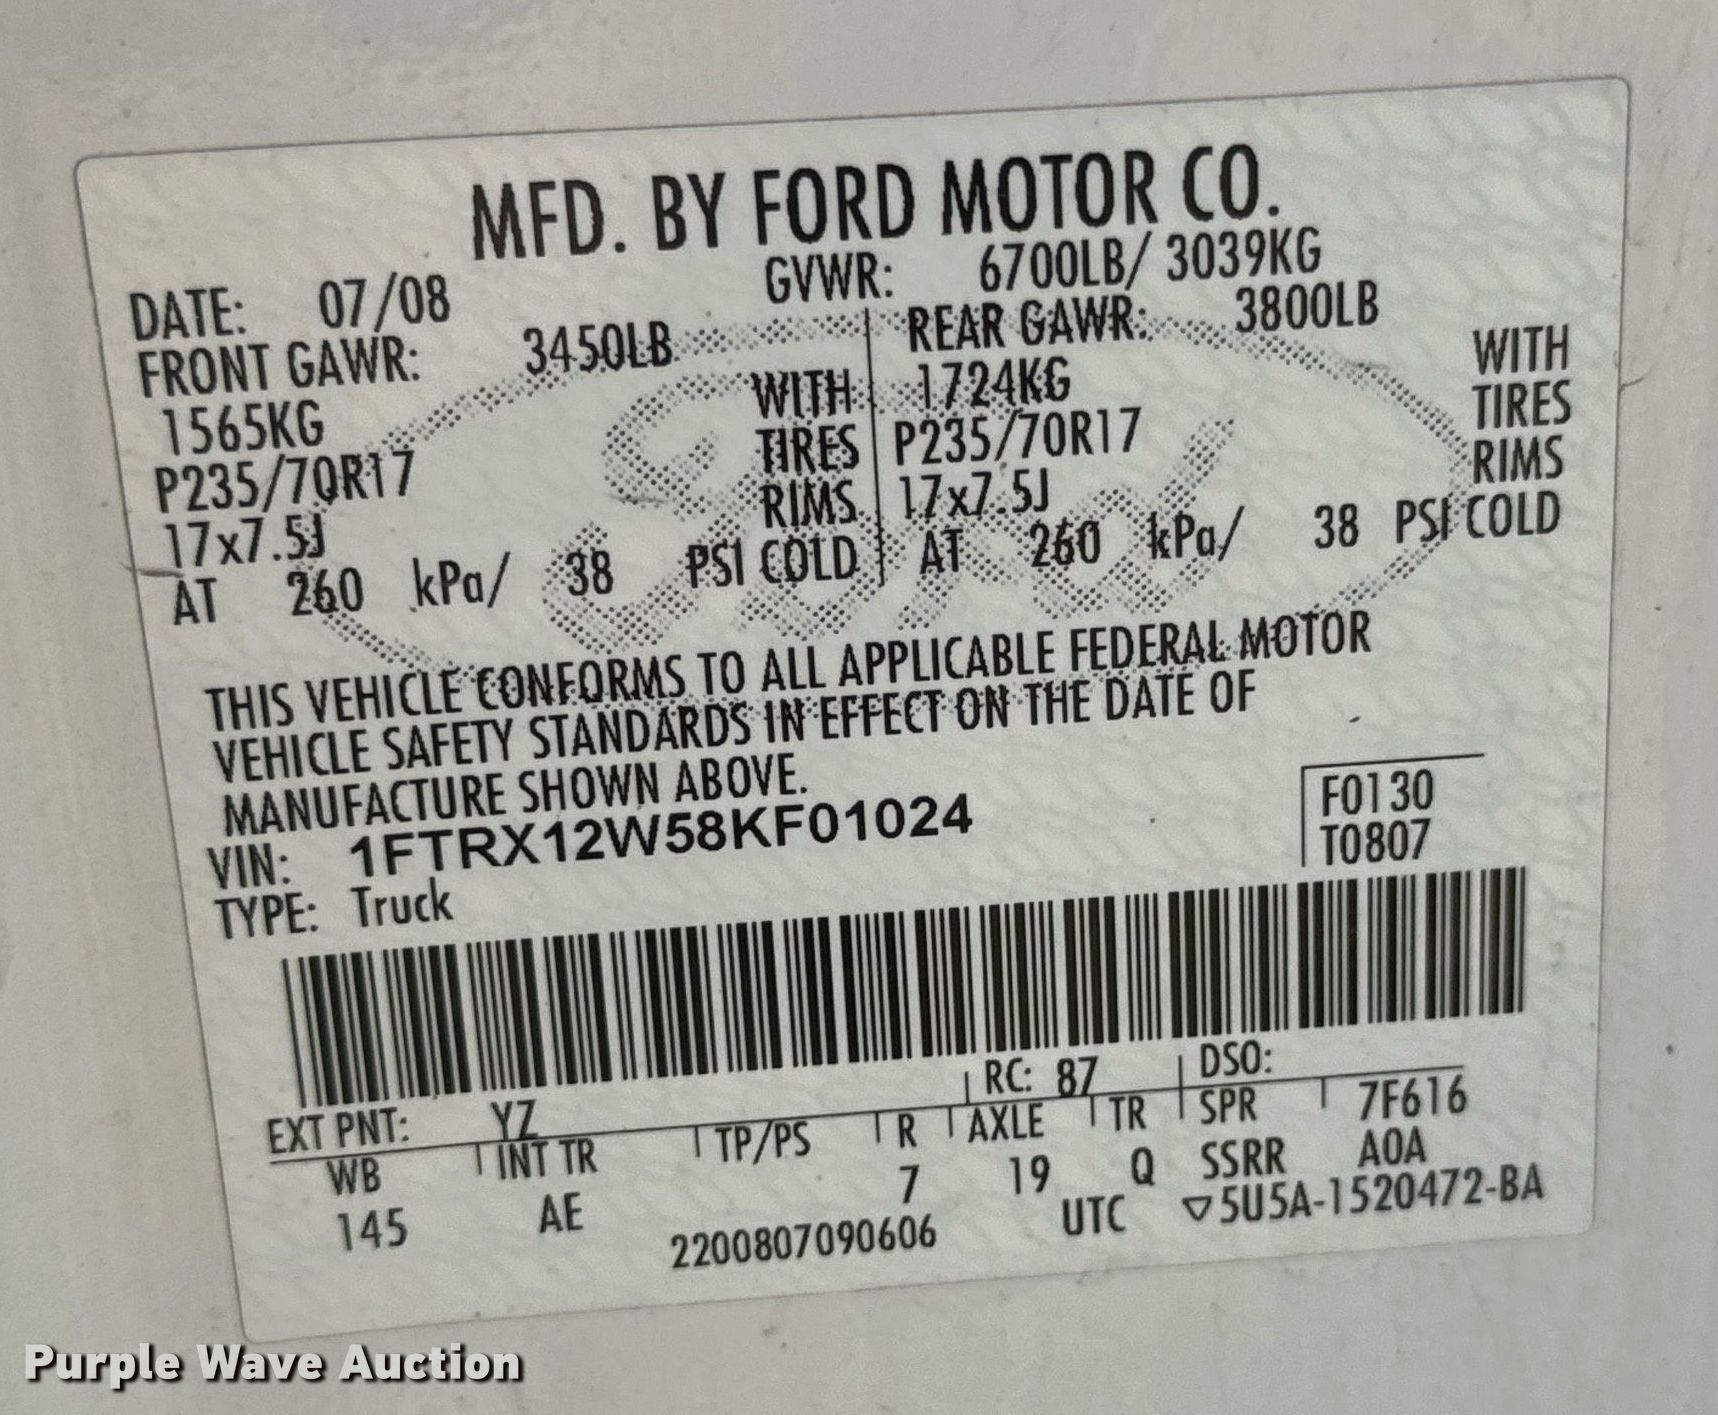 MFD. BY FORD MOTOR CO.
DATE: 07/08 GVWR: 6700LB/ 3039KG
FRONT GAWR: 3450LB REAR GAWR: 3800LB
1565KG WITH 1724KG WITH
P235/70R17 TIRES P235/70R17 TIRES
17x7.5J RIMS 17x7.5J RIMS
AT 260 kPa/ 38 PSI COLD AT 260 kPa/ 38 PSI COLD
THIS VEHICLE CONFORMS TO ALL APPLICABLE FEDERAL MOTOR
VEHICLE SAFETY STANDARDS IN EFFECT ON THE DATE OF
MANUFACTURE SHOWN ABOVE.
VIN: 1FTRX12W58KF01024
F0130
T0807
TYPE: Truck
EXT PNT: YZ RC: 87 DSO:
WB INT TR TP/PS R AXLE TR SPR 7F616
145 AE 7 19 Q SSRR A0A
2200807090606 UTC ▽5U5A-1520472-BA
Ford
Purple Wave Auction